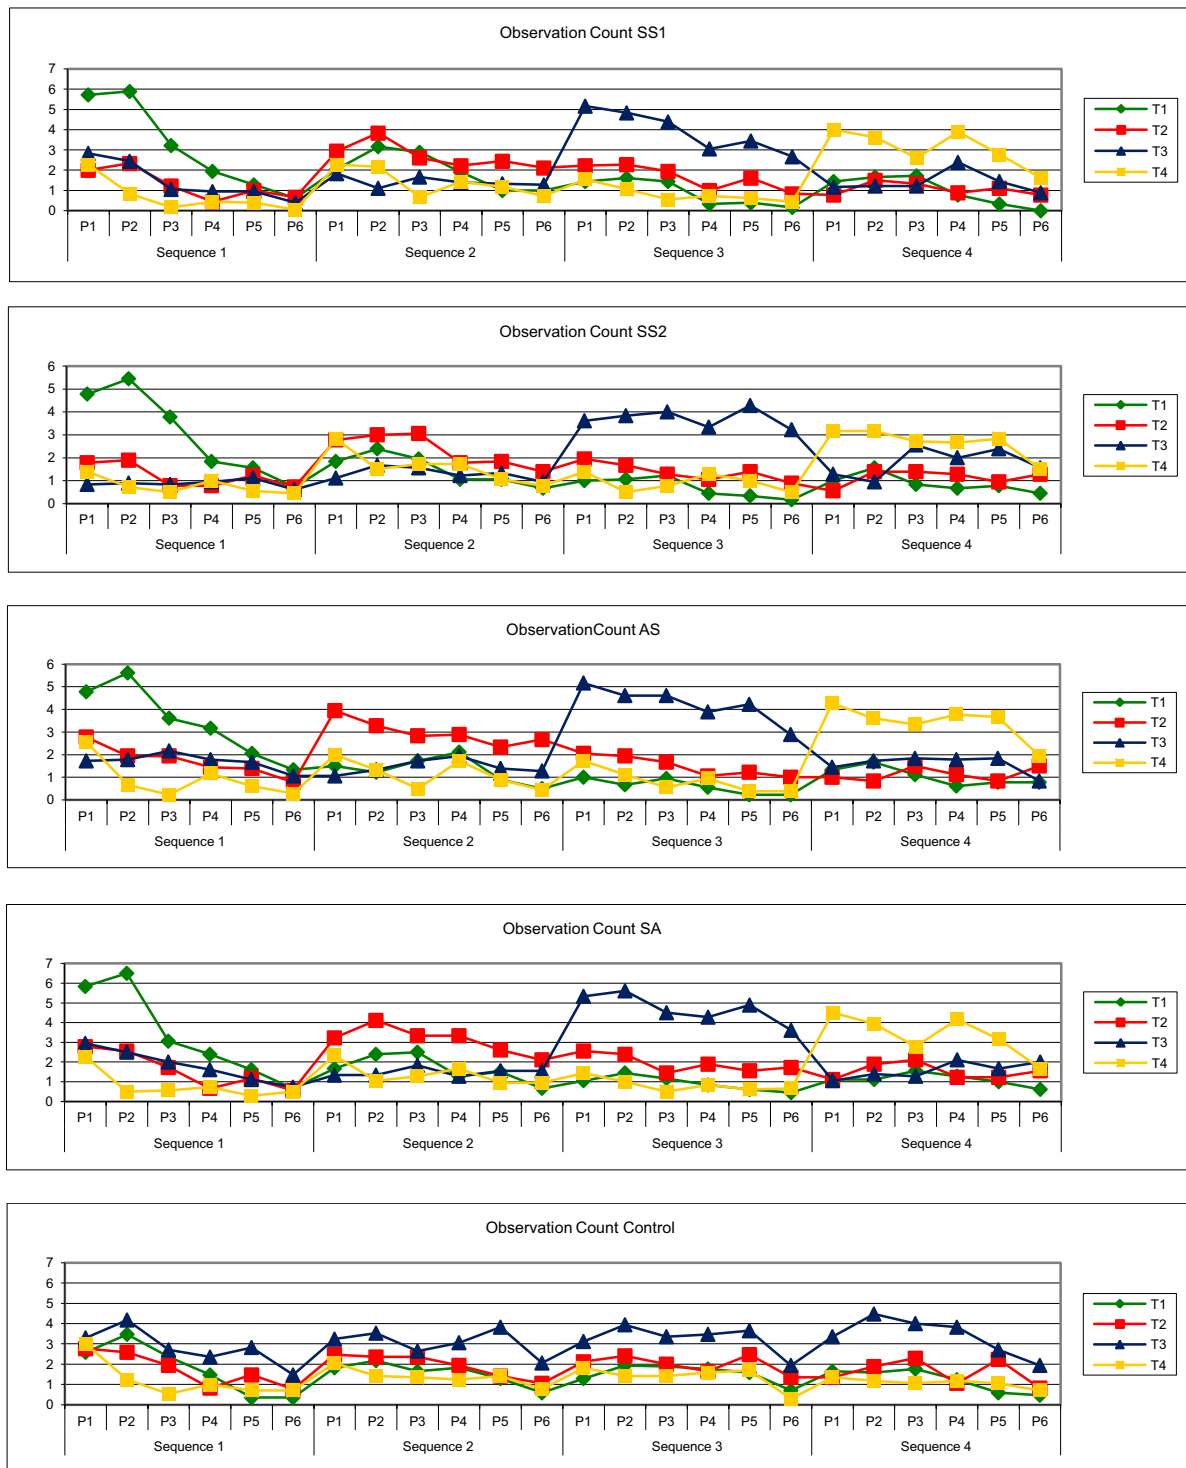 Observation Count SS1
7
6
5
4
3
2
1
0
P1 P2 P3 P4 P5 P6 P1 P2 P3 P4 P5 P6 P1 P2 P3 P4 P5 P6 P1 P2 P3 P4 P5 P6
Sequence 1 Sequence 2 Sequence 3 Sequence 4
T1
T2
T3
T4
Observation Count SS2
6
5
4
3
2
1
0
P1 P2 P3 P4 P5 P6 P1 P2 P3 P4 P5 P6 P1 P2 P3 P4 P5 P6 P1 P2 P3 P4 P5 P6
Sequence 1 Sequence 2 Sequence 3 Sequence 4
T1
T2
T3
T4
ObservationCount AS
6
5
4
3
2
1
0
P1 P2 P3 P4 P5 P6 P1 P2 P3 P4 P5 P6 P1 P2 P3 P4 P5 P6 P1 P2 P3 P4 P5 P6
Sequence 1 Sequence 2 Sequence 3 Sequence 4
T1
T2
T3
T4
Observation Count SA
7
6
5
4
3
2
1
0
P1 P2 P3 P4 P5 P6 P1 P2 P3 P4 P5 P6 P1 P2 P3 P4 P5 P6 P1 P2 P3 P4 P5 P6
Sequence 1 Sequence 2 Sequence 3 Sequence 4
T1
T2
T3
T4
Observation Count Control
7
6
5
4
3
2
1
0
P1 P2 P3 P4 P5 P6 P1 P2 P3 P4 P5 P6 P1 P2 P3 P4 P5 P6 P1 P2 P3 P4 P5 P6
Sequence 1 Sequence 2 Sequence 3 Sequence 4
T1
T2
T3
T4